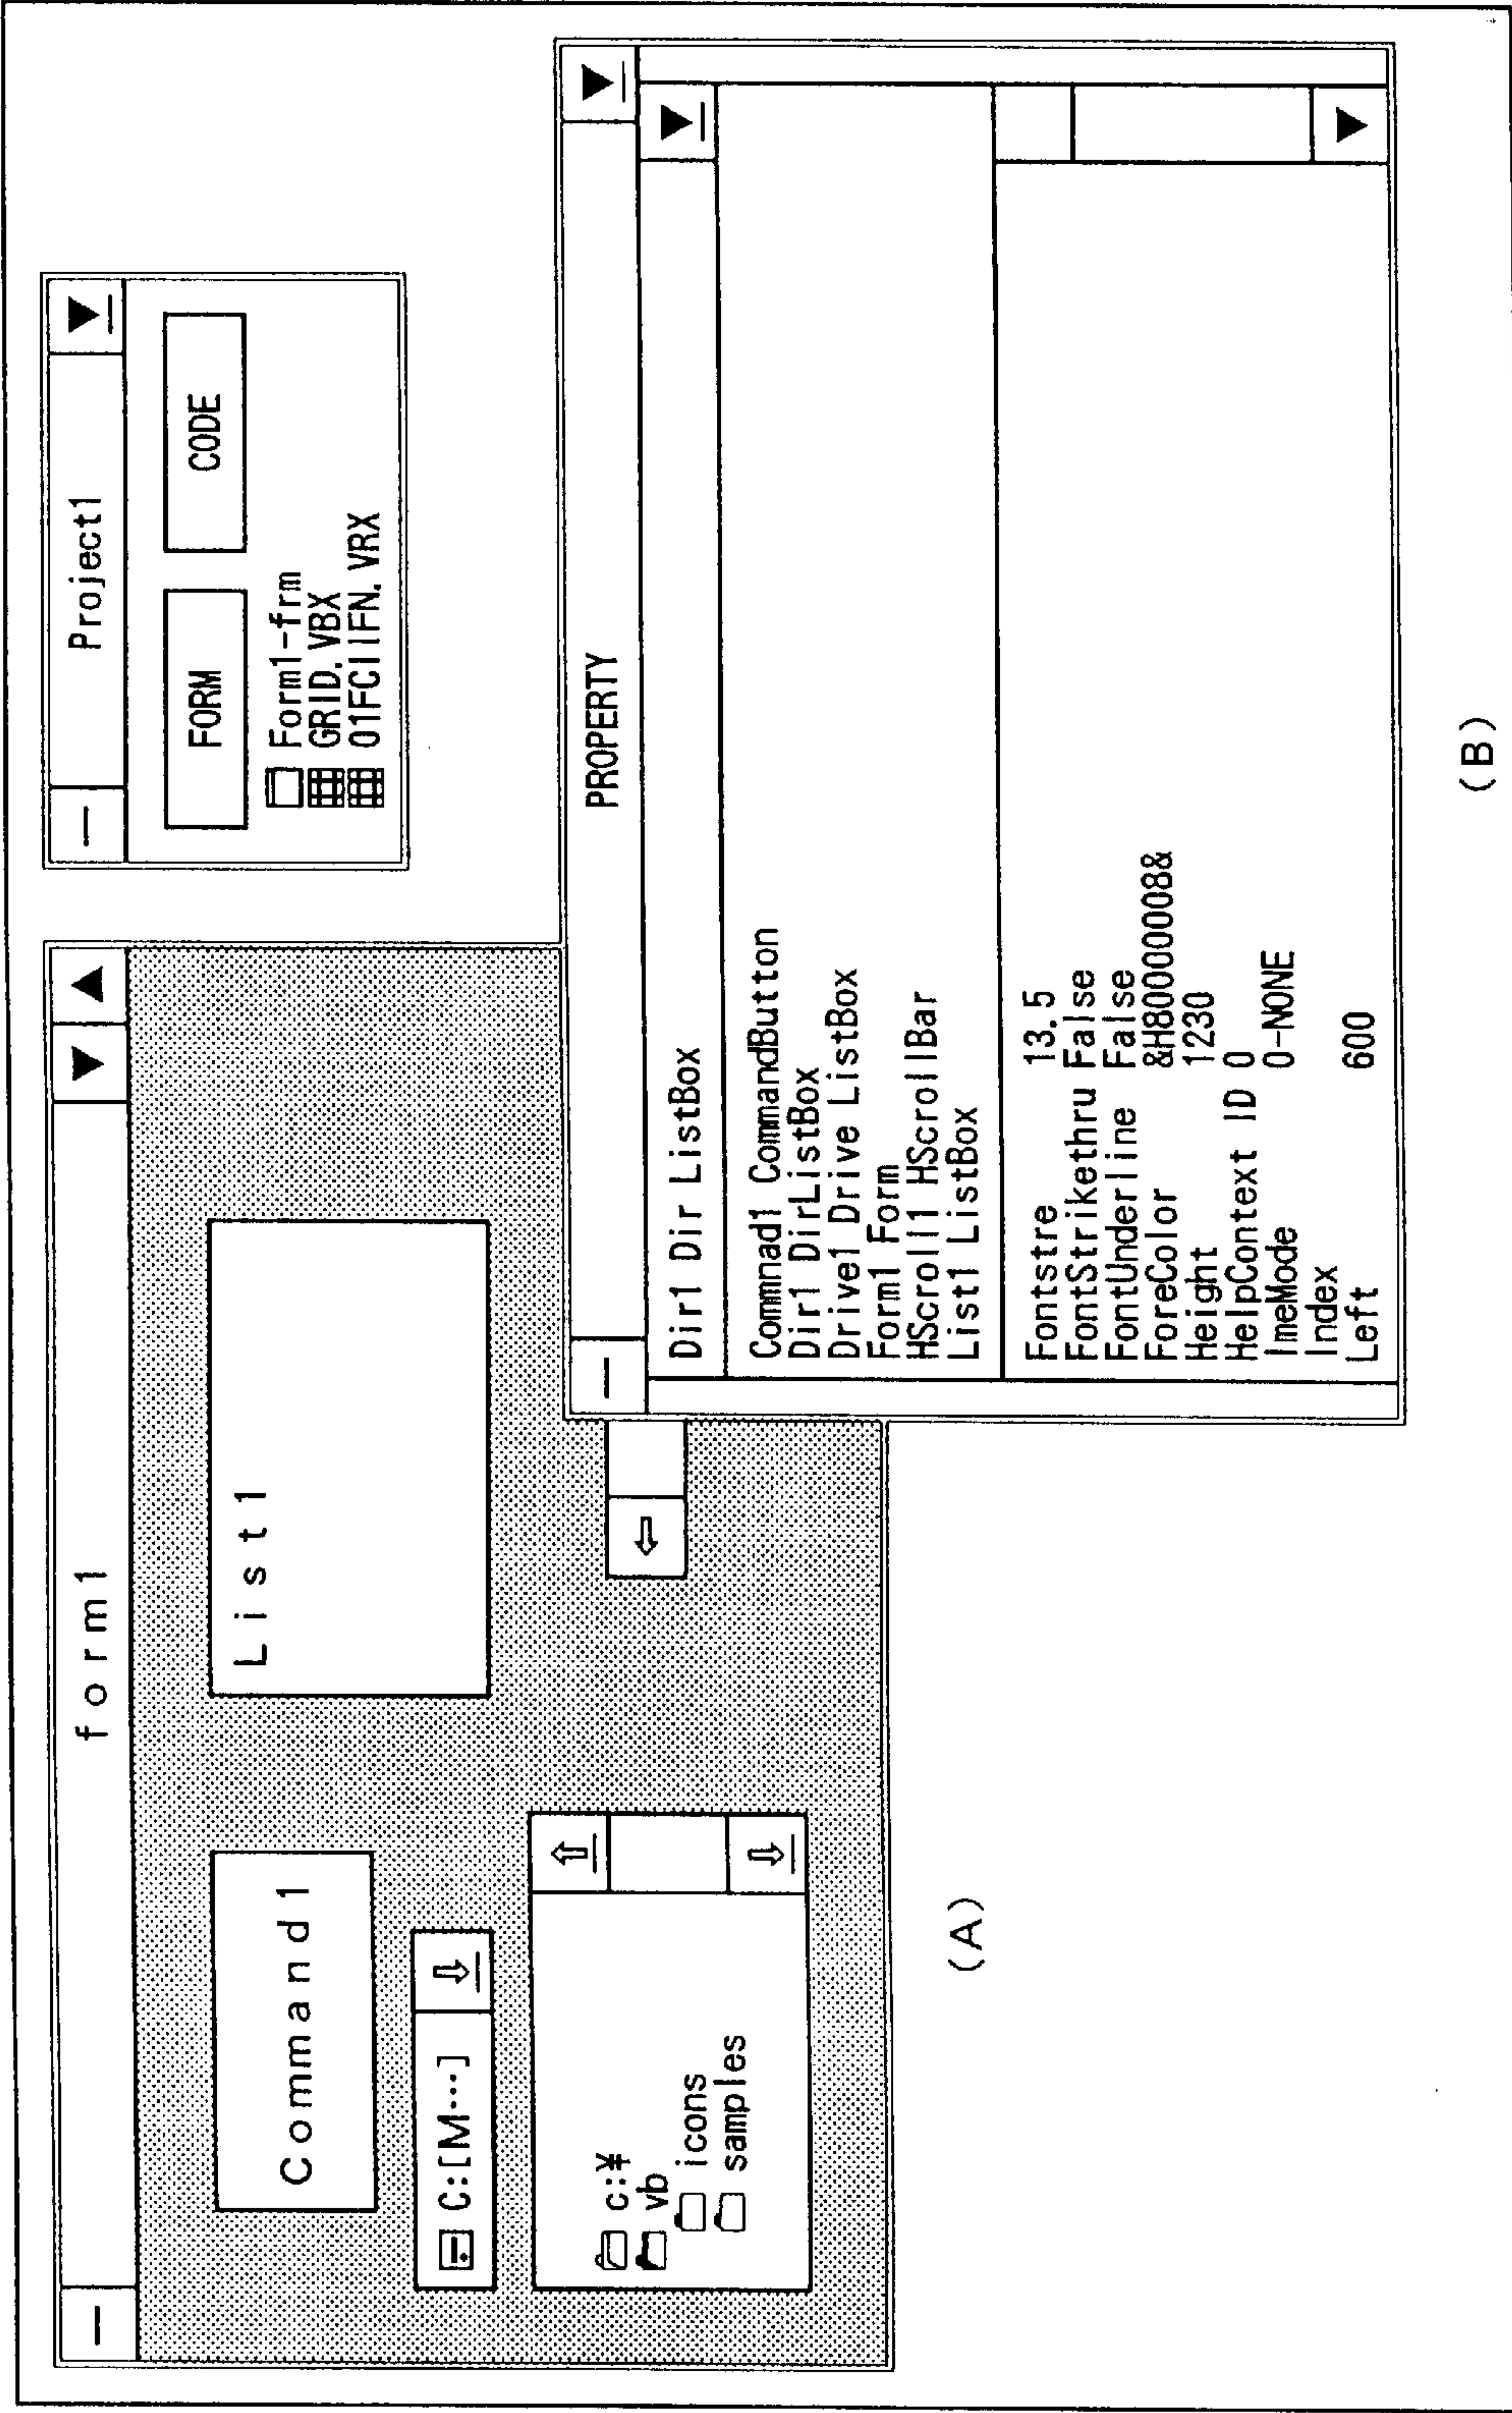 form1
Command1
List1
C:[M···]
c:¥
vb
icons
samples
(A)
Project1
FORM
CODE
Form1-frm
GRID. VBX
01FCIIFN. VRX
PROPERTY
Dir1 Dir ListBox
Commnad1 CommandButton
Dir1 DirListBox
Drive1 Drive ListBox
Form1 Form
HScroll1 HScrollBar
List1 ListBox
Fontstre 13.5
FontStrikethru False
FontUnderline False
ForeColor &H80000008&
Height 1230
HelpContext ID 0
ImeMode 0-NONE
Index
Left 600
(B)